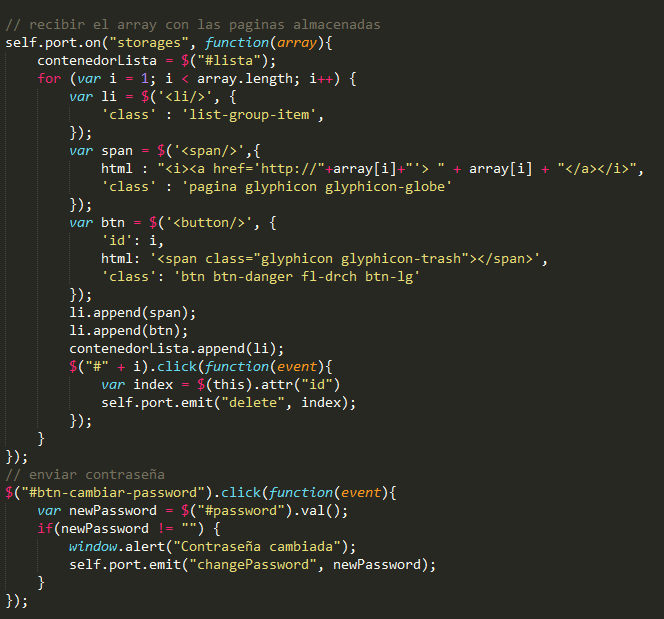 // recibir el array con las paginas almacenadas
self.port.on("storages", function(array){
    contenedorLista = $("#lista");
    for (var i = 1; i < array.length; i++) {
        var li = $('<li/>', {
            'class' : 'list-group-item',
        });
        var span = $('<span/>',{
            html : "<i><a href='http://"+array[i]+"'> " + array[i] + "</a></i>",
            'class' : 'pagina glyphicon glyphicon-globe'
        });
        var btn = $('<button/>', {
            'id': i,
            html: '<span class="glyphicon glyphicon-trash"></span>',
            'class': 'btn btn-danger fl-drch btn-lg'
        });
        li.append(span);
        li.append(btn);
        contenedorLista.append(li);
        $("#" + i).click(function(event){
            var index = $(this).attr("id")
            self.port.emit("delete", index);
        });
    }
});
// enviar contraseña
$("#btn-cambiar-password").click(function(event){
    var newPassword = $("#password").val();
    if(newPassword != "") {
        window.alert("Contraseña cambiada");
        self.port.emit("changePassword", newPassword);
    }
});